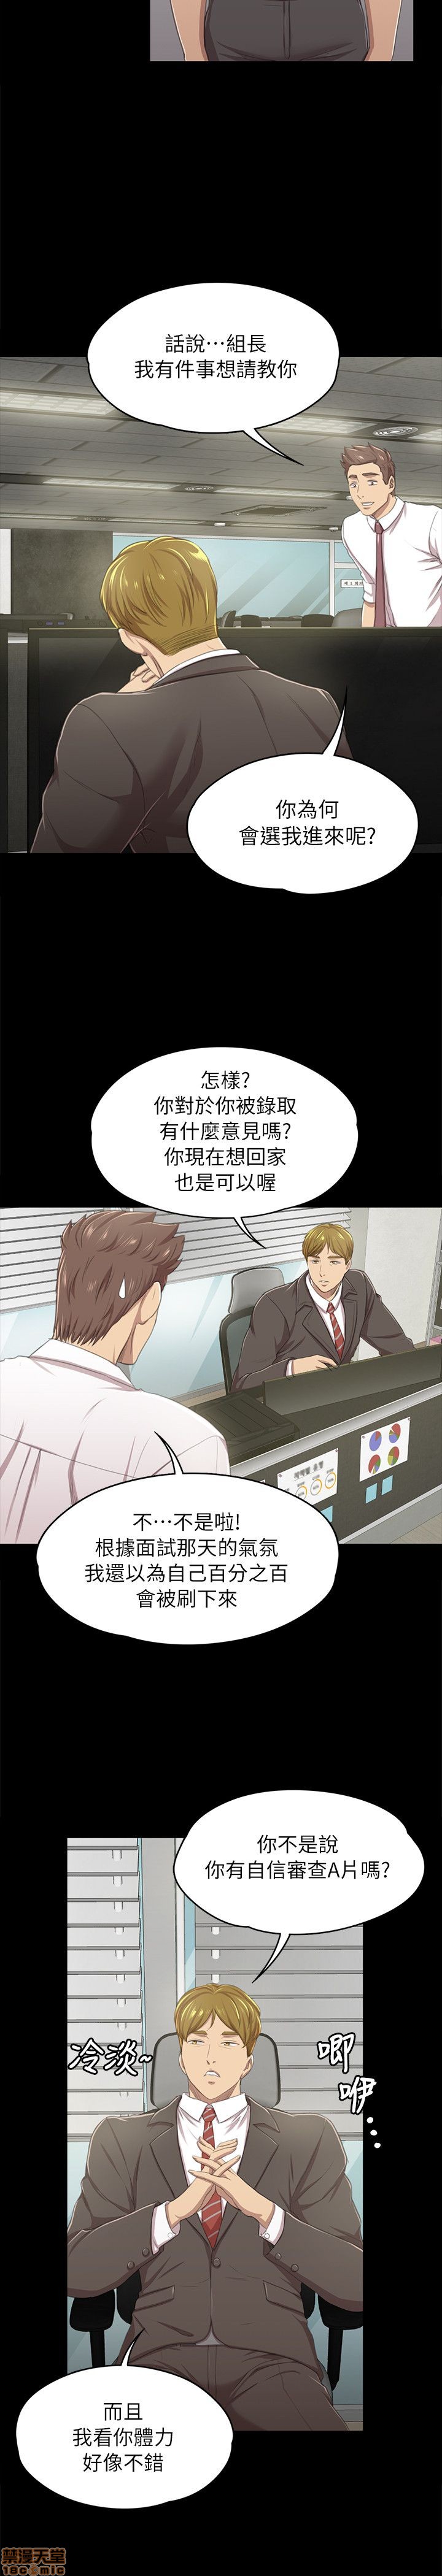 話說…組長
我有件事想請教你
你為何
會選我進來呢?
怎樣?
你對於你被錄取
有什麼意見嗎?
你現在想回家
也是可以喔
不…不是啦!
根據面試那天的氣氛
我還以為自己百分之百
會被刷下來
你不是說
你有自信審查A片嗎?
冷淡~
唧
咿…
而且
我看你體力
好像不錯
漫画天堂